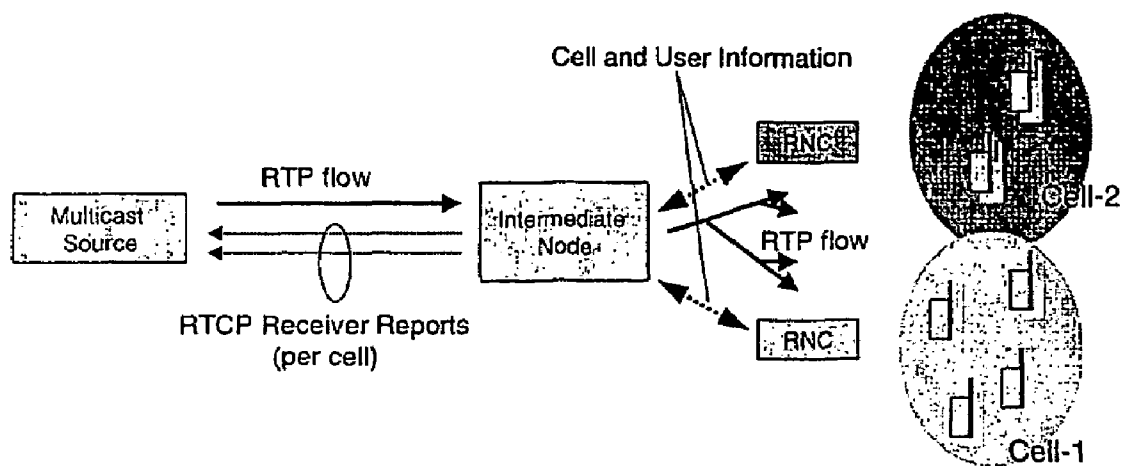 Cell and User Information
RNC
RTP flow
Multicast
Source
Intermediate
Node
Cell-2
RTP flow
RTCP Receiver Reports
(per cell)
RNC
Cell-1